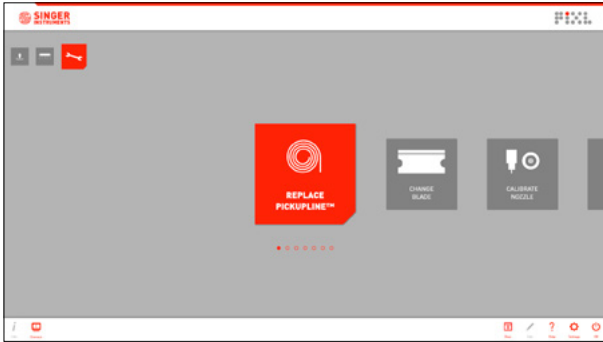 SINGER
INSTRUMENTS
PIXL
REPLACE
PICKUPLINE™
CHANGE
BLADE
CALIBRATE
NOZZLE